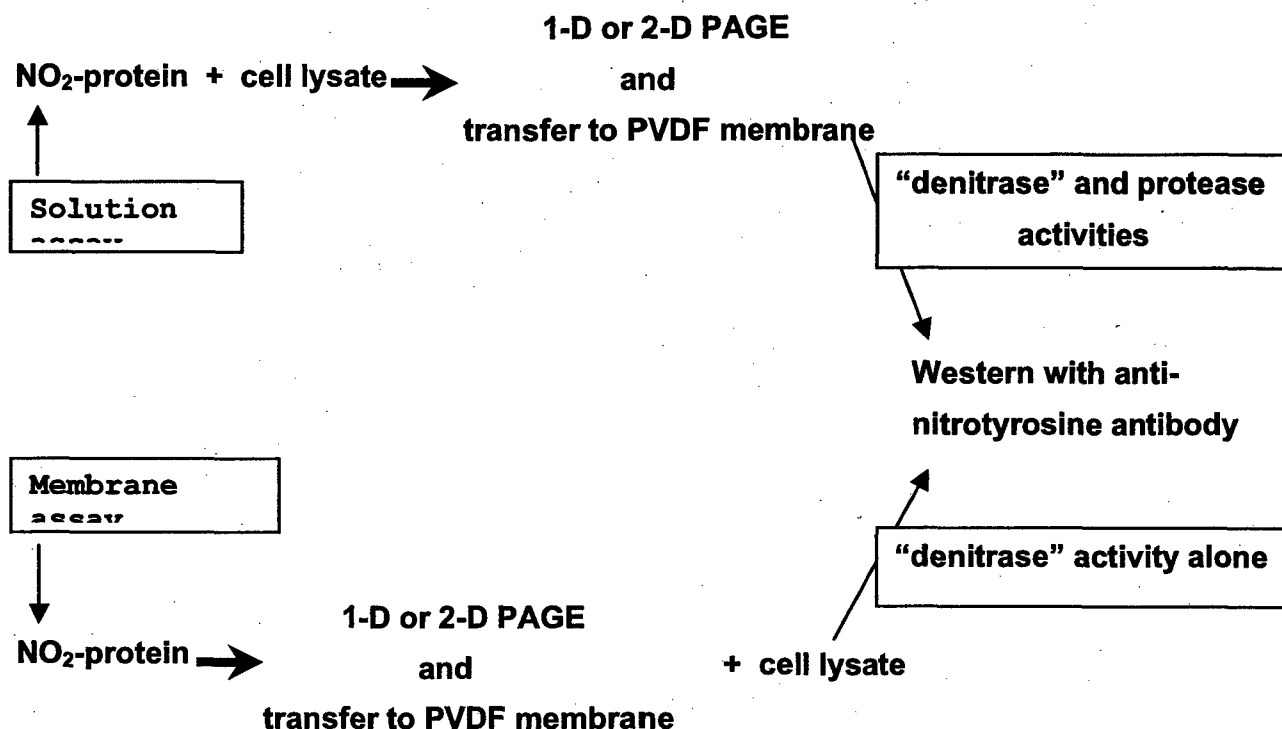 1-D or 2-D PAGE
NO₂-protein + cell lysate
and
transfer to PVDF membrane
Solution
“denitrase” and protease
activities
Western with anti-
nitrotyrosine antibody
Membrane
“denitrase” activity alone
1-D or 2-D PAGE
NO₂-protein
and
+ cell lysate
transfer to PVDF membrane